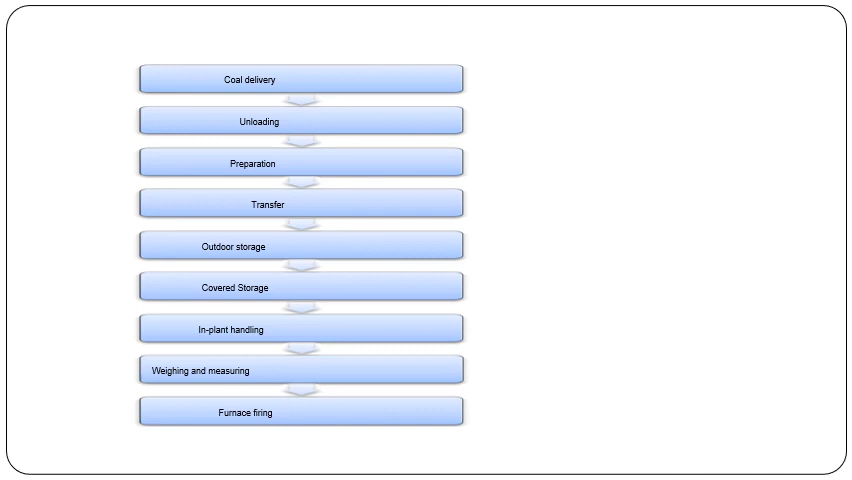 Coal delivery
Unloading
Preparation
Transfer
Outdoor storage
Covered Storage
In-plant handling
Weighing and measuring
Furnace firing